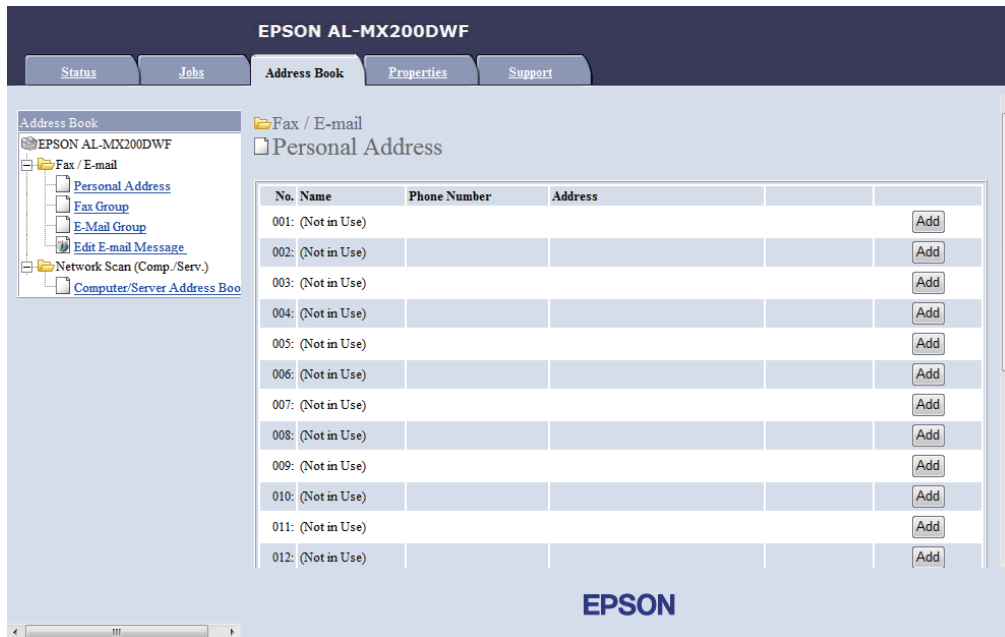 EPSON AL-MX200DWF
Status Jobs Address Book Properties Support
Address Book
EPSON AL-MX200DWF
Fax / E-mail
Personal Address
Fax Group
E-Mail Group
Edit E-mail Message
Network Scan (Comp./Serv.)
Computer/Server Address Boo
Fax / E-mail
Personal Address
No. Name Phone Number Address
001: (Not in Use) Add
002: (Not in Use) Add
003: (Not in Use) Add
004: (Not in Use) Add
005: (Not in Use) Add
006: (Not in Use) Add
007: (Not in Use) Add
008: (Not in Use) Add
009: (Not in Use) Add
010: (Not in Use) Add
011: (Not in Use) Add
012: (Not in Use) Add
EPSON